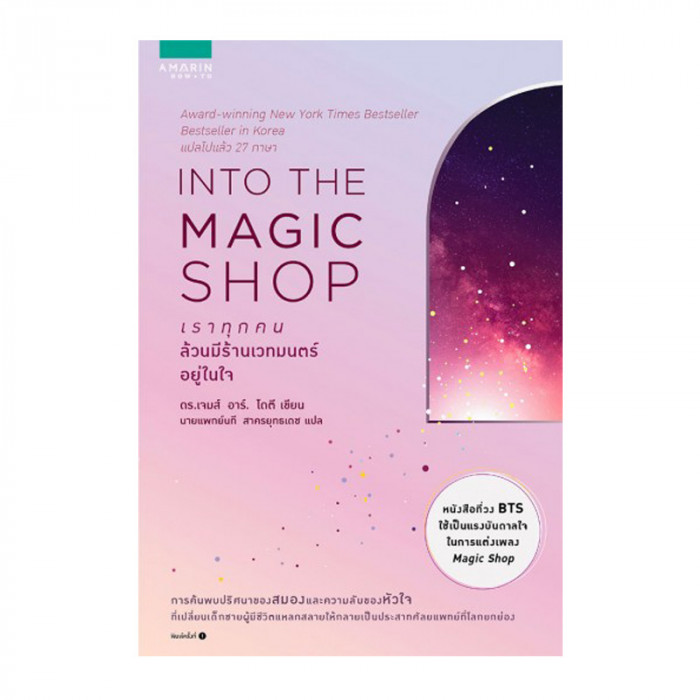 AMARIN
HOW•TO
Award-winning New York Times Bestseller
Bestseller in Korea
แปลไปแล้ว 27 ภาษา
INTO THE
MAGIC
SHOP
เราทุกคน
ล้วนมีร้านเวทมนตร์
อยู่ในใจ
ดร.เจมส์ อาร์. โดตี เขียน
นายแพทย์นที สาครยุทธเดช แปล
หนังสือที่วง BTS
ใช้เป็นแรงบันดาลใจ
ในการแต่งเพลง
Magic Shop
การค้นพบปริศนาของสมองและความลับของหัวใจ
ที่เปลี่ยนเด็กชายผู้มีชีวิตแหลกสลายให้กลายเป็นประสาทศัลยแพทย์ที่โลกยกย่อง
พิมพ์ครั้งที่ 1